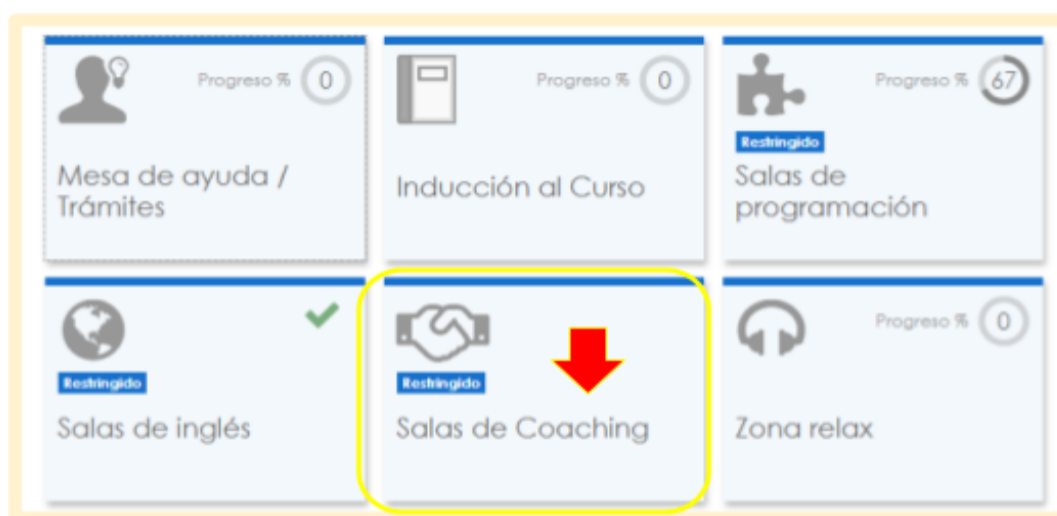 Progreso % 0
Mesa de ayuda /
Trámites
Progreso % 0
Inducción al Curso
Progreso % 67
Restringido
Salas de
programación
Restringido
Salas de inglés
Restringido
Salas de Coaching
Progreso % 0
Zona relax